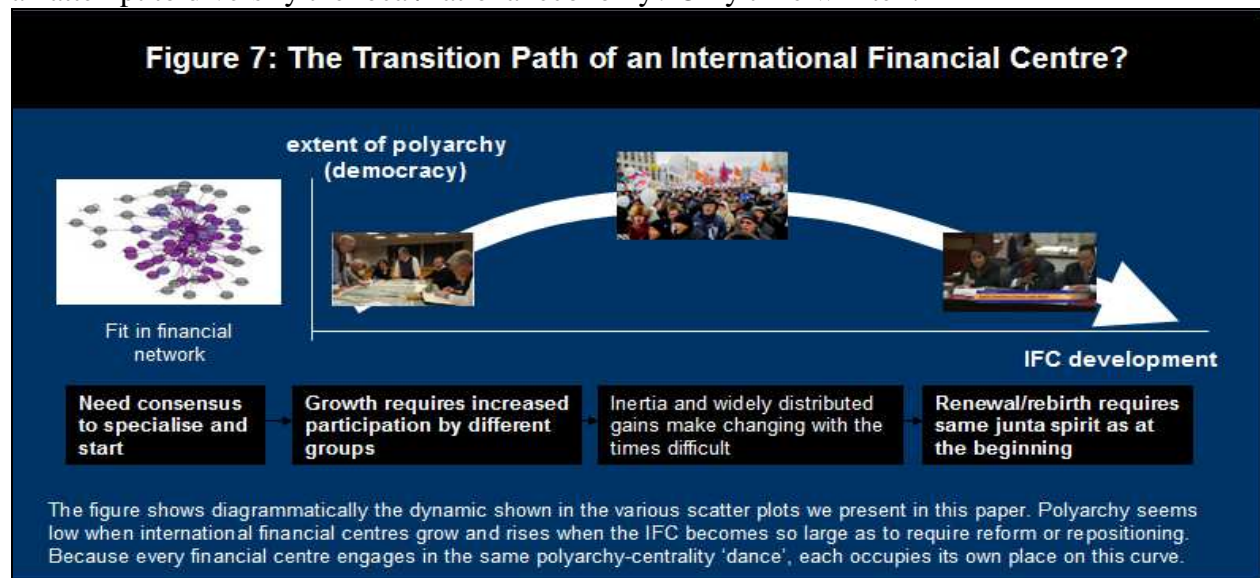 Figure 7: The Transition Path of an International Financial Centre?
extent of polyarchy
(democracy)
Fit in financial
network
IFC development
Need consensus
to specialise and
start
Growth requires increased
participation by different
groups
Inertia and widely distributed
gains make changing with the
times difficult
Renewal/rebirth requires
same junta spirit as at
the beginning
The figure shows diagrammatically the dynamic shown in the various scatter plots we present in this paper. Polyarchy seems
low when international financial centres grow and rises when the IFC becomes so large as to require reform or repositioning.
Because every financial centre engages in the same polyarchy-centrality ‘dance’, each occupies its own place on this curve.